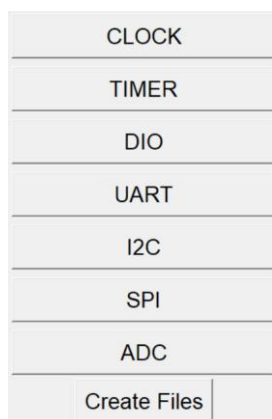 CLOCK
TIMER
DIO
UART
I2C
SPI
ADC
Create Files